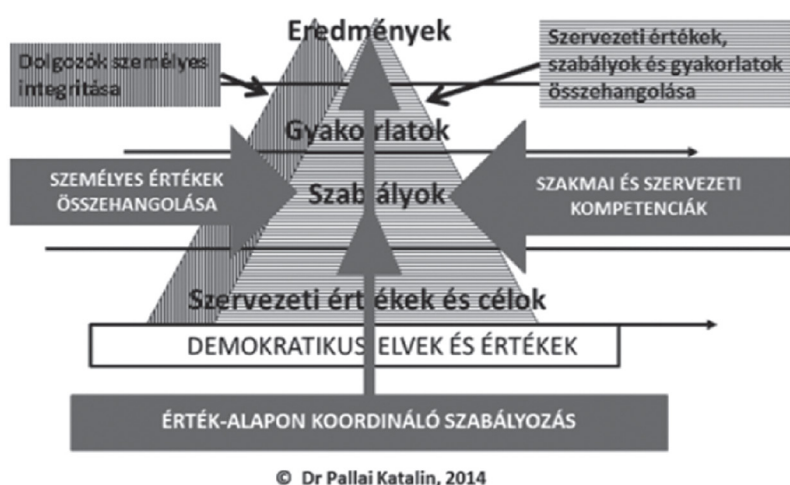 Eredmények
Dolgozók személyes
integritása
Szervezeti értékek,
szabályok és gyakorlatok
összehangolása
Gyakorlatok
SZEMÉLYES ÉRTÉKEK
ÖSSZEHANGOLÁSA
Szabályok
SZAKMAI ÉS SZERVEZETI
KOMPETENCIÁK
Szervezeti értékek és célok
DEMOKRATIKUS ELVEK ÉS ÉRTÉKEK
ÉRTÉK-ALAPON KOORDINÁLÓ SZABÁLYOZÁS
© Dr Pallai Katalin, 2014